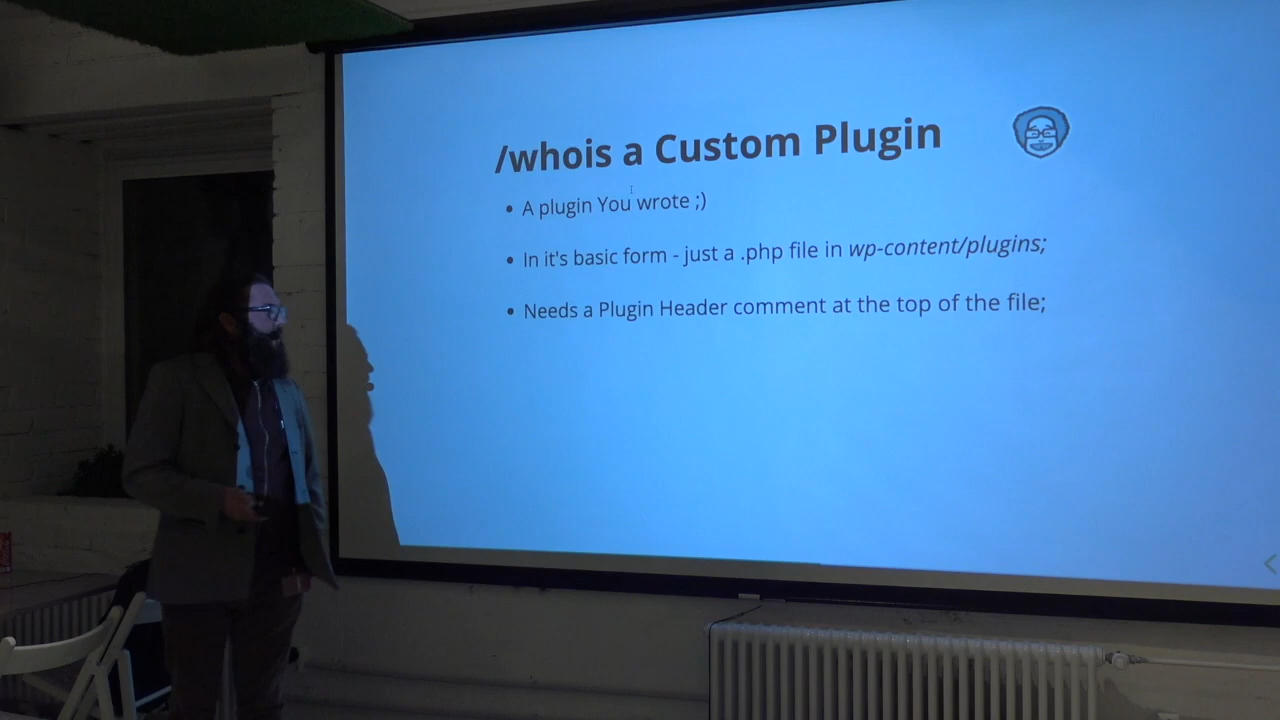 /whois a Custom Plugin
• A plugin You wrote ;)
• In it's basic form - just a .php file in wp-content/plugins;
• Needs a Plugin Header comment at the top of the file;